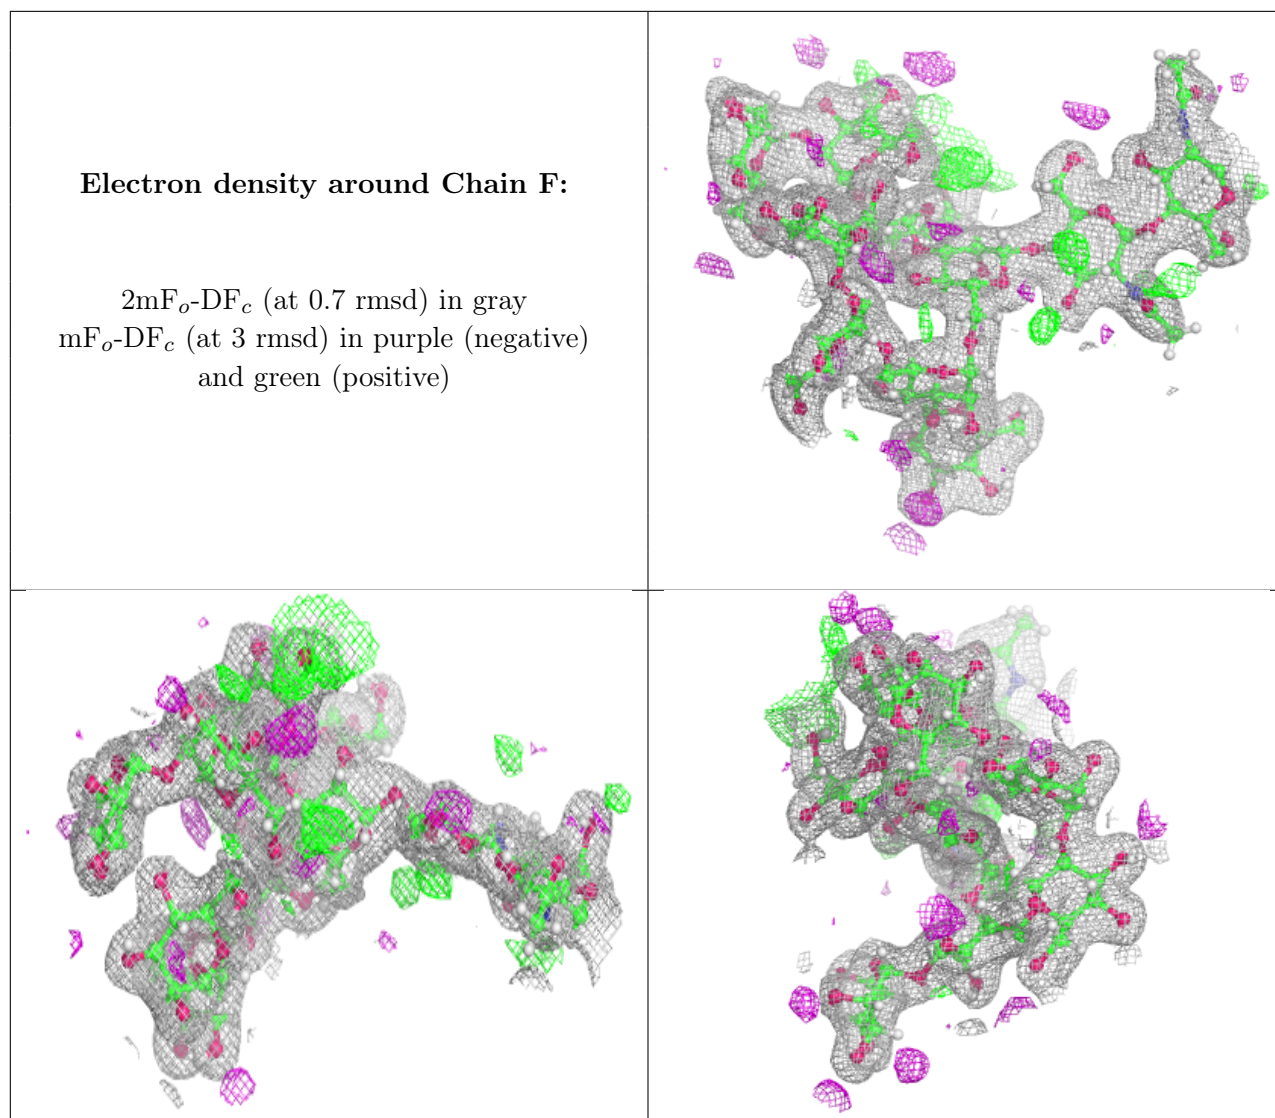 Electron density around Chain F:
2mFₒ-DF𝒸 (at 0.7 rmsd) in gray
mFₒ-DF𝒸 (at 3 rmsd) in purple (negative)
and green (positive)